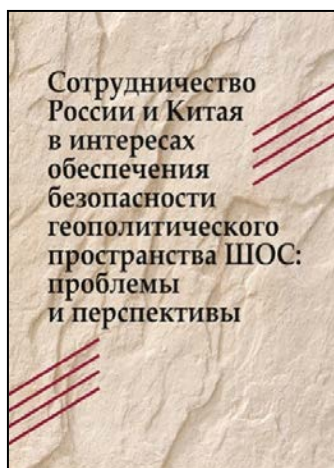 Сотрудничество
России и Китая
в интересах
обеспечения
безопасности
геополитического
пространства ШОС:
проблемы
и перспективы